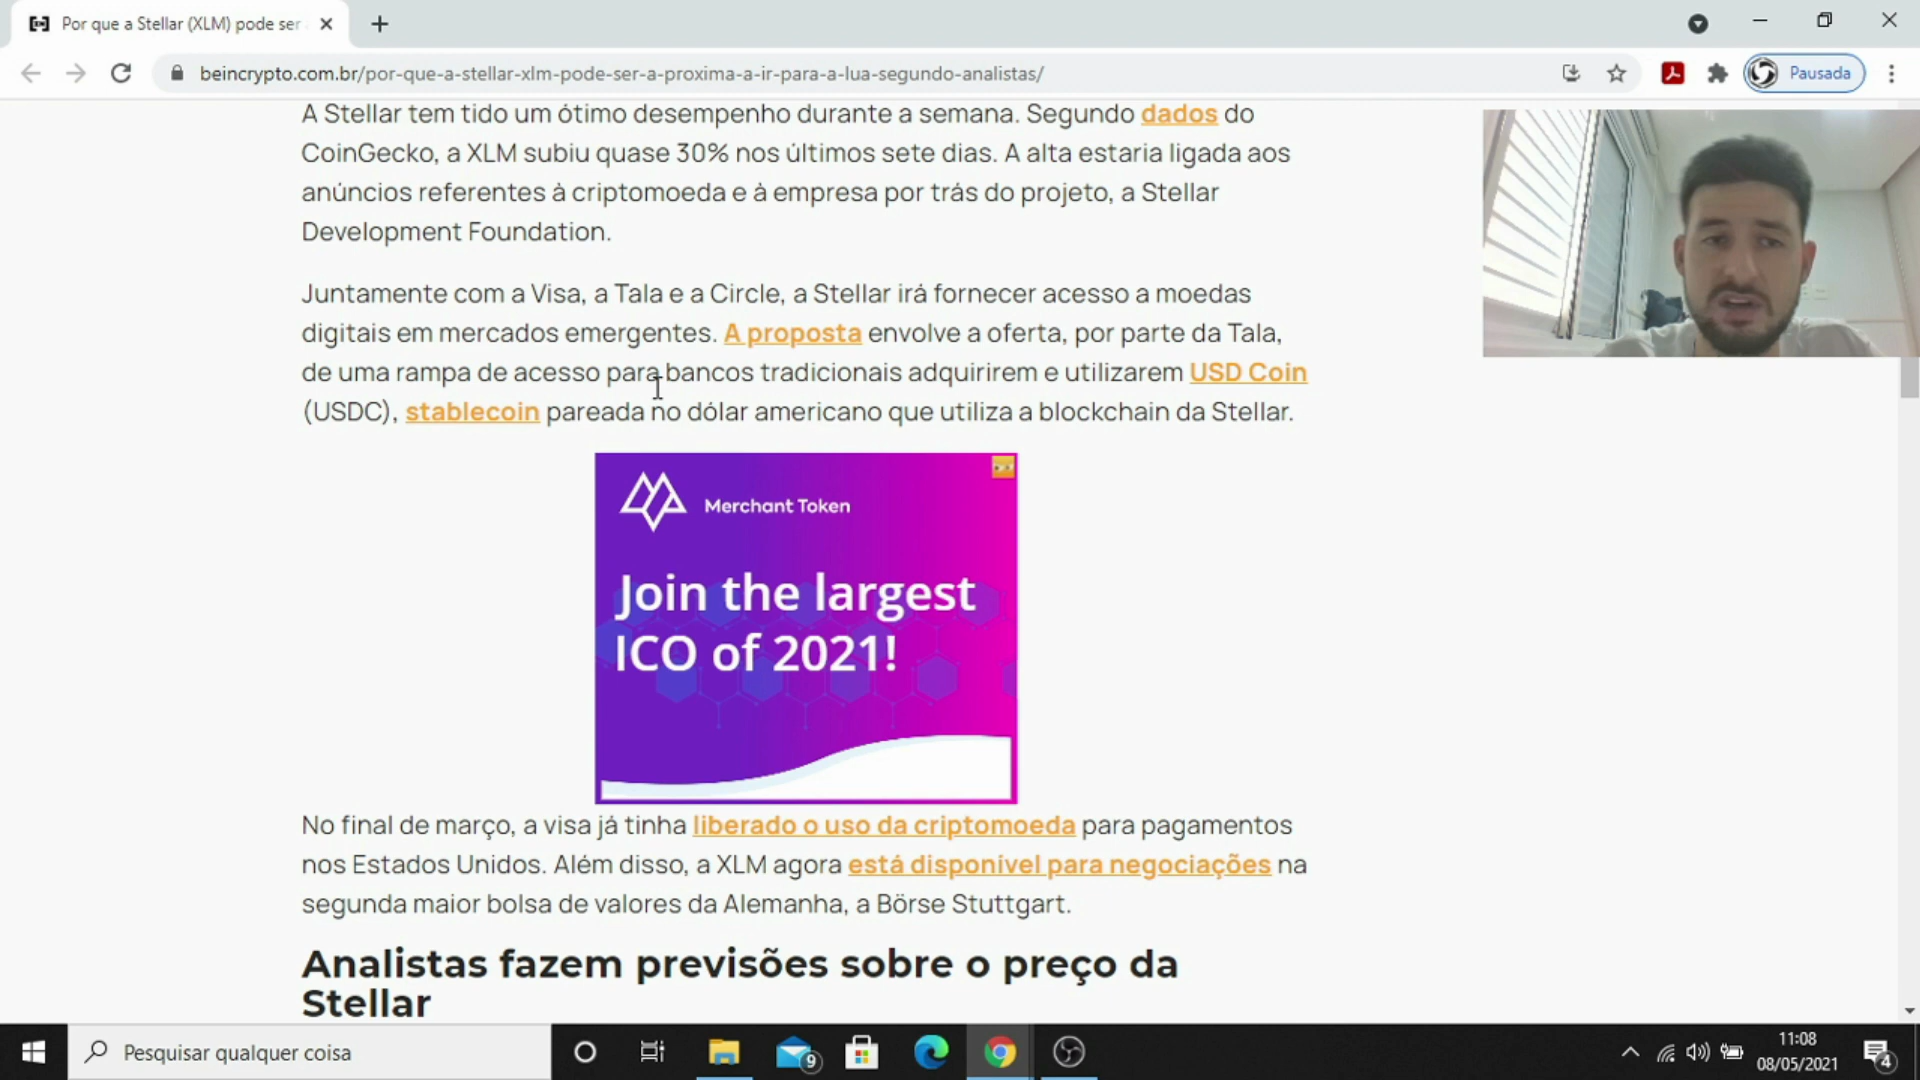 Por que a Stellar (XLM) pode ser
beincrypto.com.br/por-que-a-stellar-xlm-pode-ser-a-proxima-a-ir-para-a-lua-segundo-analistas/
Pausada
A Stellar tem tido um ótimo desempenho durante a semana. Segundo dados do
CoinGecko, a XLM subiu quase 30% nos últimos sete dias. A alta estaria ligada aos
anúncios referentes à criptomoeda e à empresa por trás do projeto, a Stellar
Development Foundation.
Juntamente com a Visa, a Tala e a Circle, a Stellar irá fornecer acesso a moedas
digitais em mercados emergentes. A proposta envolve a oferta, por parte da Tala,
de uma rampa de acesso para bancos tradicionais adquirirem e utilizarem USD Coin
(USDC), stablecoin pareada no dólar americano que utiliza a blockchain da Stellar.
Merchant Token
Join the largest
ICO of 2021!
No final de março, a visa já tinha liberado o uso da criptomoeda para pagamentos
nos Estados Unidos. Além disso, a XLM agora está disponível para negociações na
segunda maior bolsa de valores da Alemanha, a Börse Stuttgart.
Analistas fazem previsões sobre o preço da
Stellar
Pesquisar qualquer coisa
9
11:08
08/05/2021
4